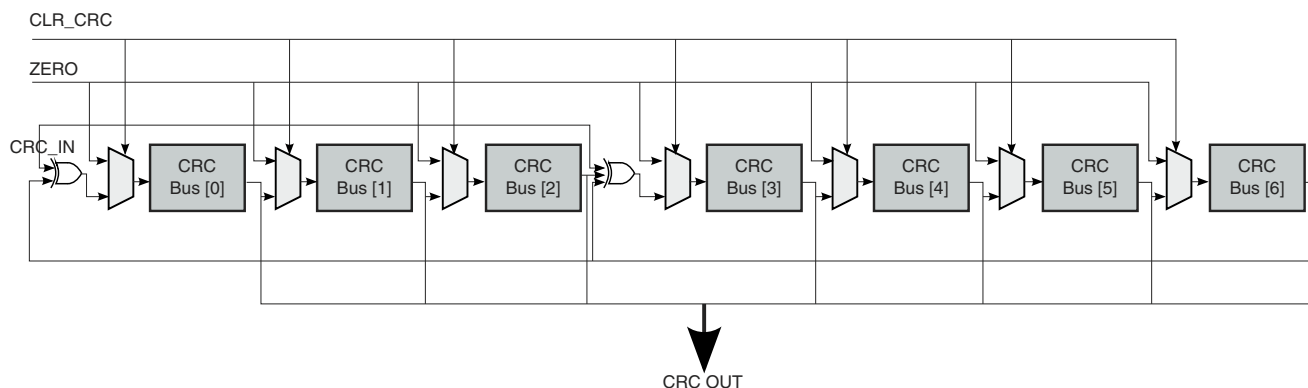 CLR_CRC
ZERO
CRC_IN
CRC
Bus [0]
CRC
Bus [1]
CRC
Bus [2]
CRC
Bus [3]
CRC
Bus [4]
CRC
Bus [5]
CRC
Bus [6]
CRC OUT